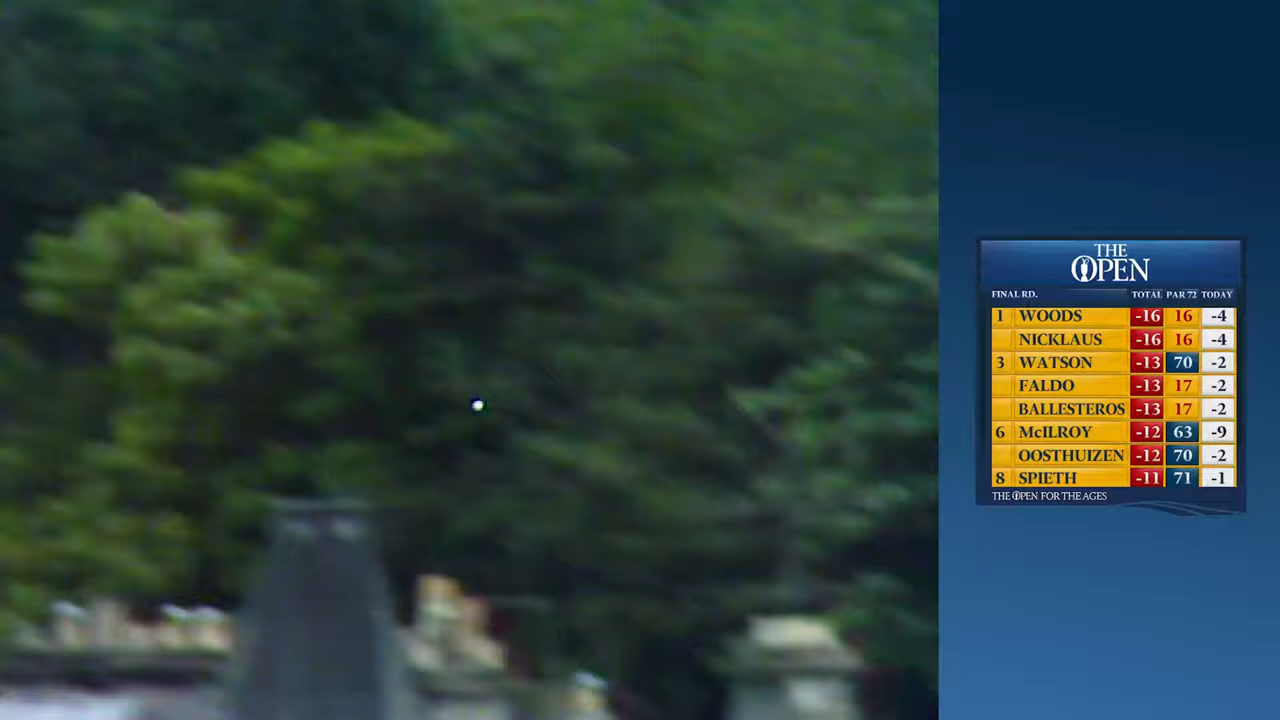 THE
OPEN
FINAL RD. TOTAL PAR 72 TODAY
1 WOODS -16 16 -4
NICKLAUS -16 16 -4
3 WATSON -13 70 -2
FALDO -13 17 -2
BALLESTEROS -13 17 -2
6 McILROY -12 63 -9
OOSTHUIZEN -12 70 -2
8 SPIETH -11 71 -1
THE OPEN FOR THE AGES